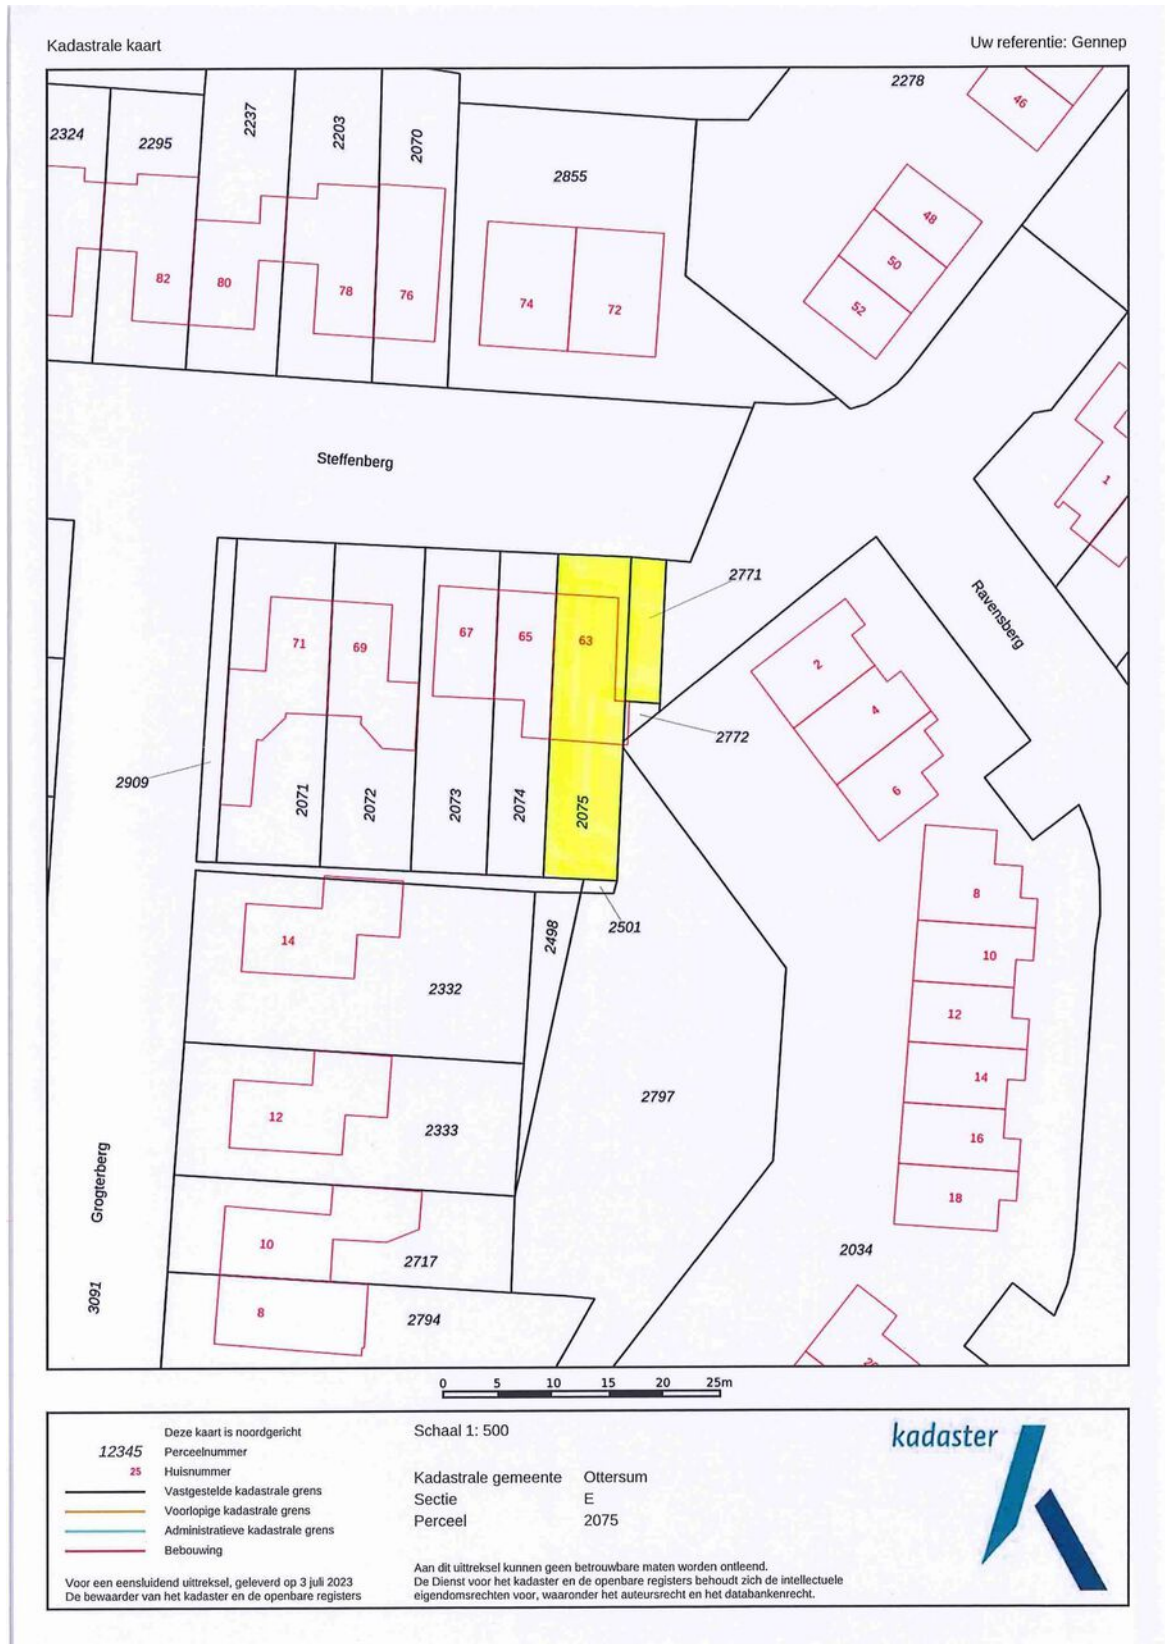 Kadastrale kaart
Uw referentie: Gennep
2278
46
2324
2295
2237
2203
2070
2855
48
50
52
82
80
78
76
74
72
1
Steffenberg
2771
Ravensberg
71
69
67
65
63
2
4
6
2772
2909
2071
2072
2073
2074
2075
8
2501
2498
14
10
2332
12
14
2797
12
2333
16
18
Grogterberg
10
2717
2034
3091
8
2794
0 5 10 15 20 25m
Deze kaart is noordgericht
12345 Perceelnummer
25 Huisnummer
Vastgestelde kadastrale grens
Voorlopige kadastrale grens
Administratieve kadastrale grens
Bebouwing
Voor een eensluidend uittreksel, geleverd op 3 juli 2023
De bewaarder van het kadaster en de openbare registers
Schaal 1: 500
Kadastrale gemeente Ottersum
Sectie E
Perceel 2075
Aan dit uittreksel kunnen geen betrouwbare maten worden ontleend.
De Dienst voor het kadaster en de openbare registers behoudt zich de intellectuele
eigendomsrechten voor, waaronder het auteursrecht en het databankenrecht.
kadaster